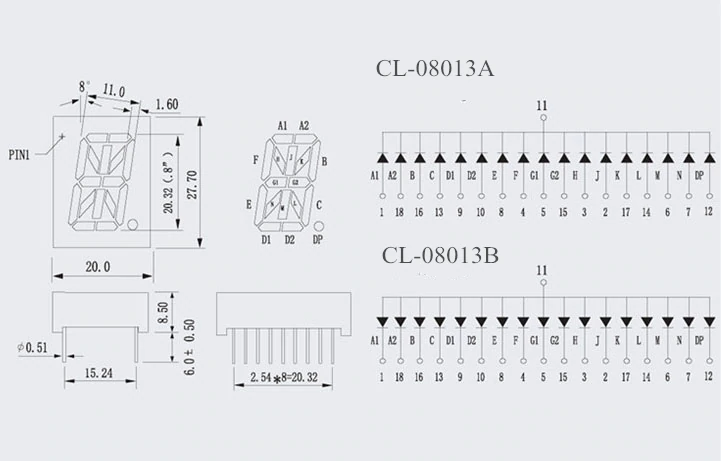 8°
11.0
1.60
PIN1
20.32 (.8")
27.70
20.0
A1 A2
F H J K B
G1 G2
E N M L C
D1 D2 DP
8.50
6.0± 0.50
φ0.51
15.24
2.54*8=20.32
CL-08013A
11
A1 A2 B C D1 D2 E F G1 G2 H J K L M N DP
1 18 16 13 9 10 8 4 5 15 3 2 17 14 6 7 12
CL-08013B
11
A1 A2 B C D1 D2 E F G1 G2 H J K L M N DP
1 18 16 13 9 10 8 4 5 15 3 2 17 14 6 7 12